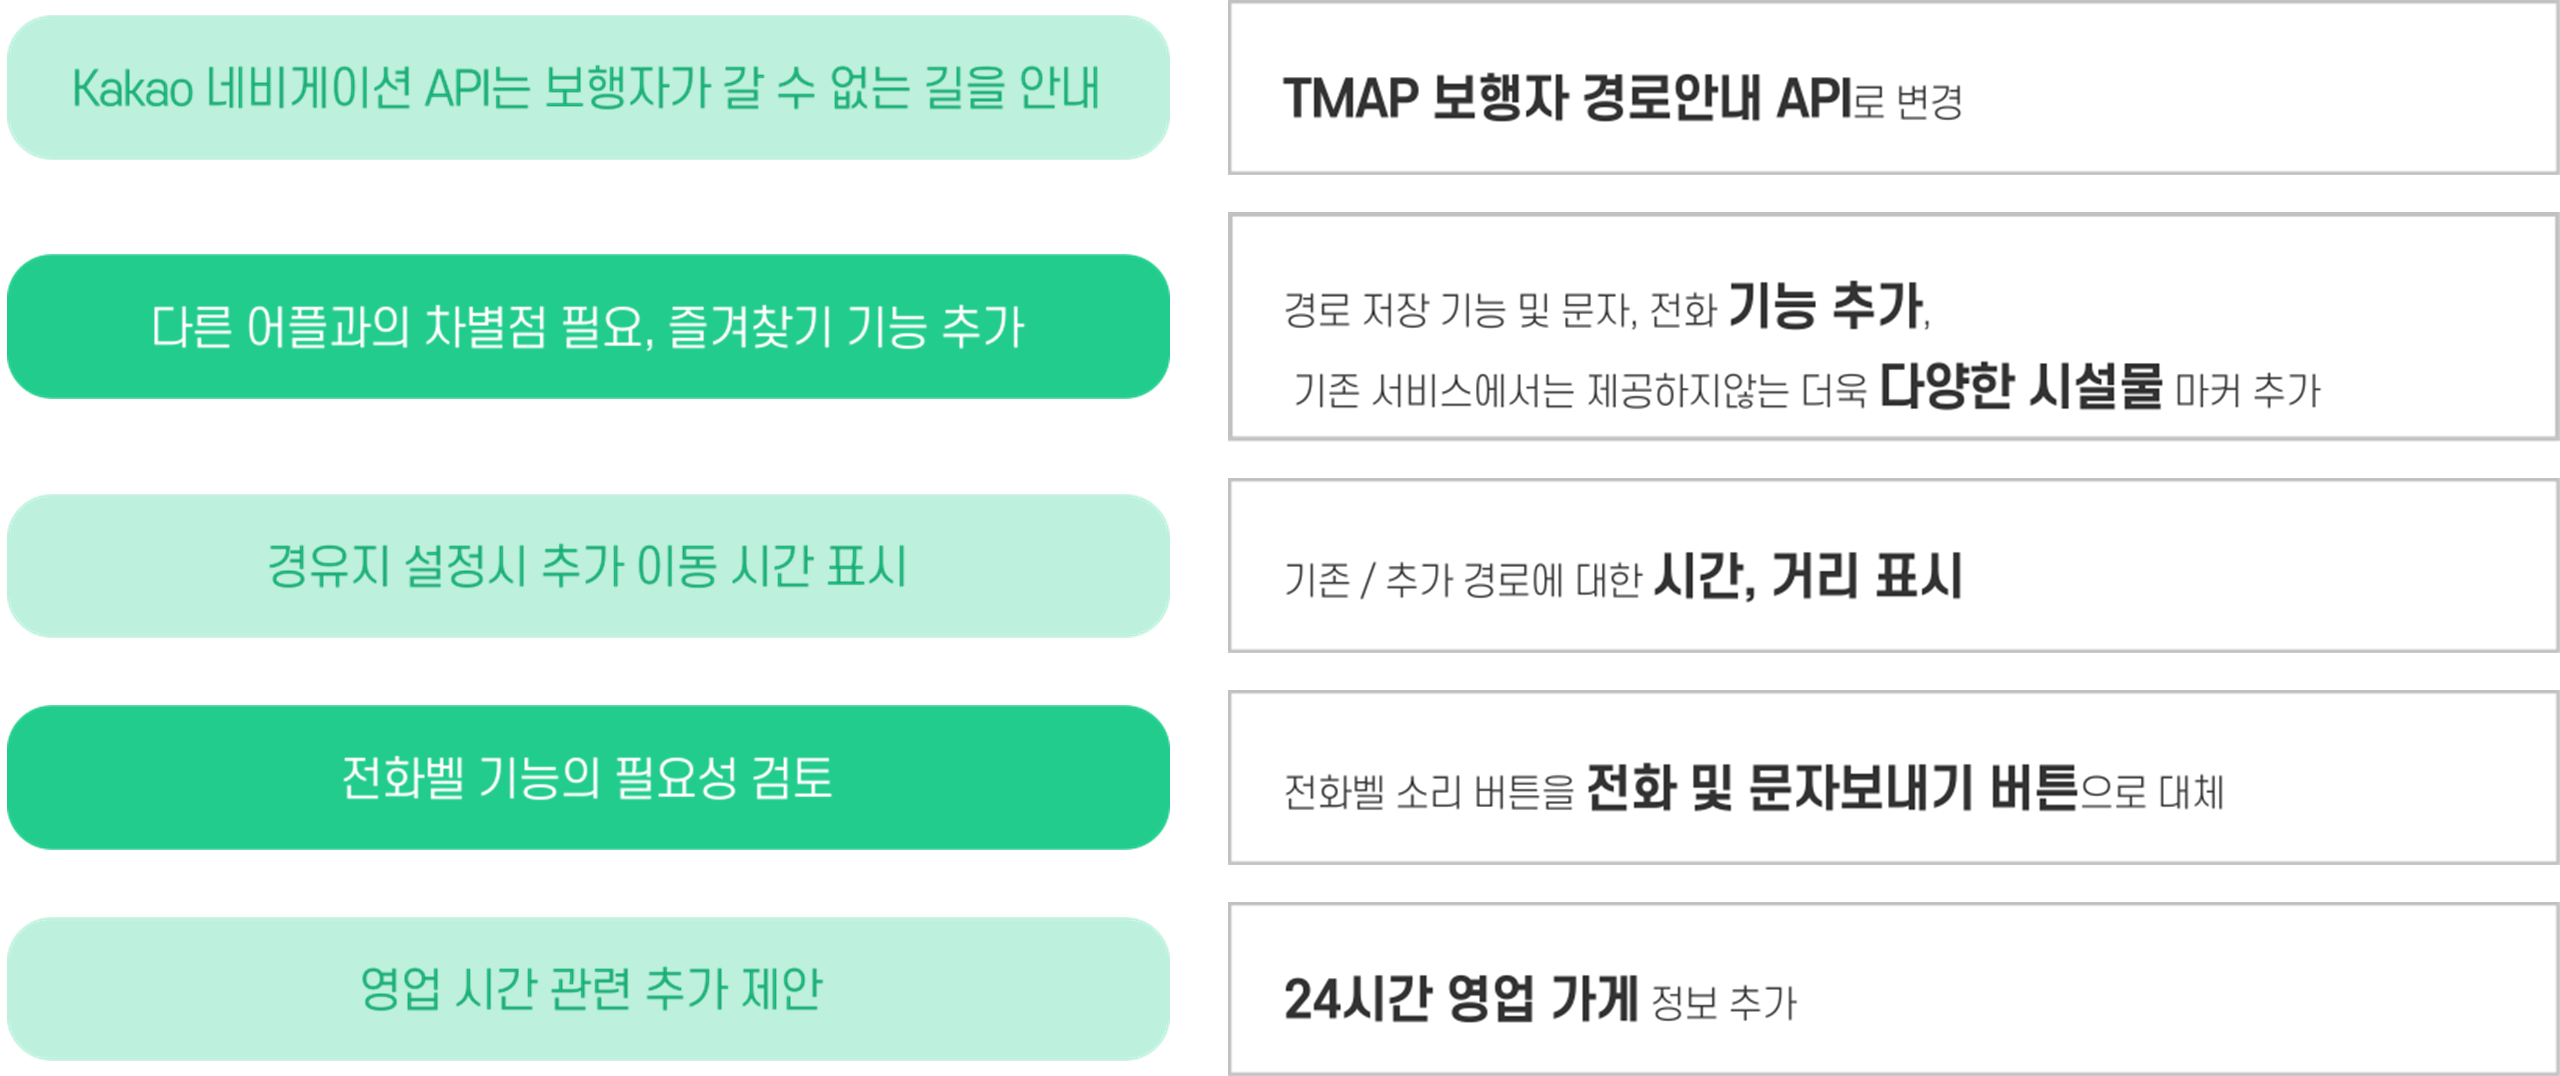 Kakao 네비게이션 API는 보행자가 갈 수 없는 길을 안내
TMAP 보행자 경로안내 API로 변경
다른 어플과의 차별점 필요, 즐겨찾기 기능 추가
경로 저장 기능 및 문자, 전화 기능 추가,
기존 서비스에서는 제공하지않는 더욱 다양한 시설물 마커 추가
경유지 설정시 추가 이동 시간 표시
기존 / 추가 경로에 대한 시간, 거리 표시
전화벨 기능의 필요성 검토
전화벨 소리 버튼을 전화 및 문자보내기 버튼으로 대체
영업 시간 관련 추가 제안
24시간 영업 가게 정보 추가